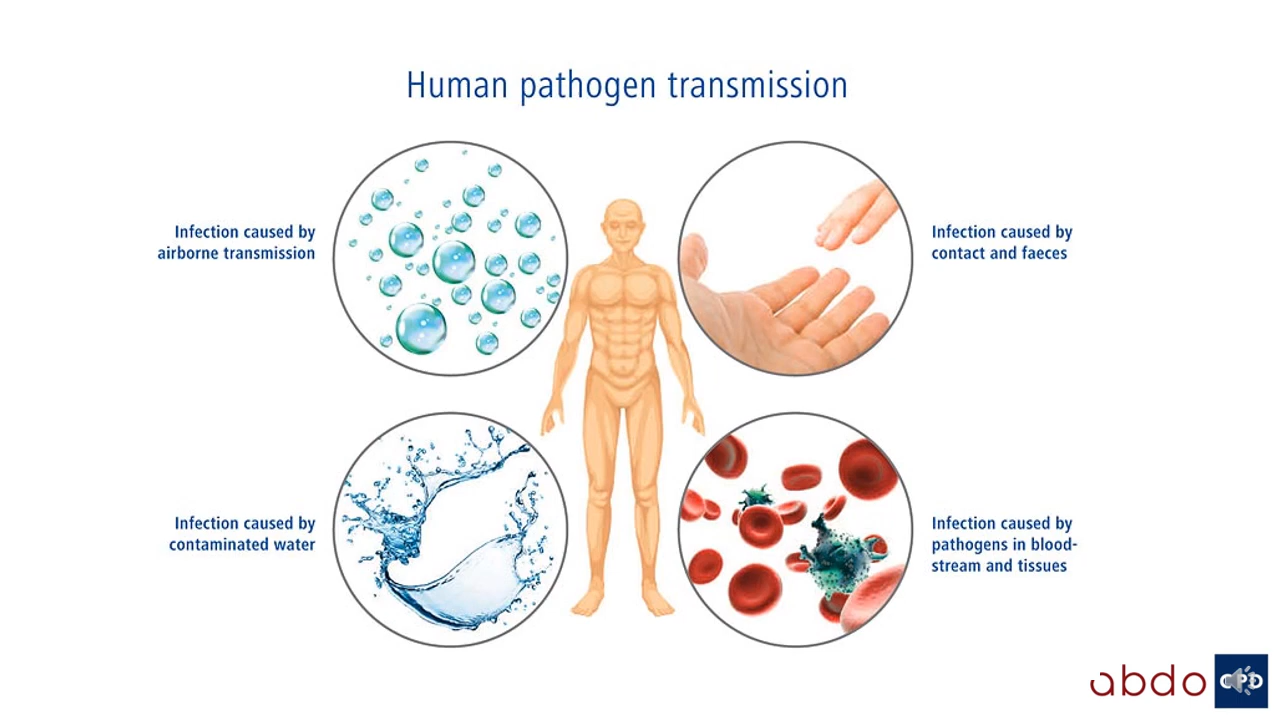 Human pathogen transmission
Infection caused by
airborne transmission
Infection caused by
contact and faeces
Infection caused by
contaminated water
Infection caused by
pathogens in blood-
stream and tissues
abdo CPD